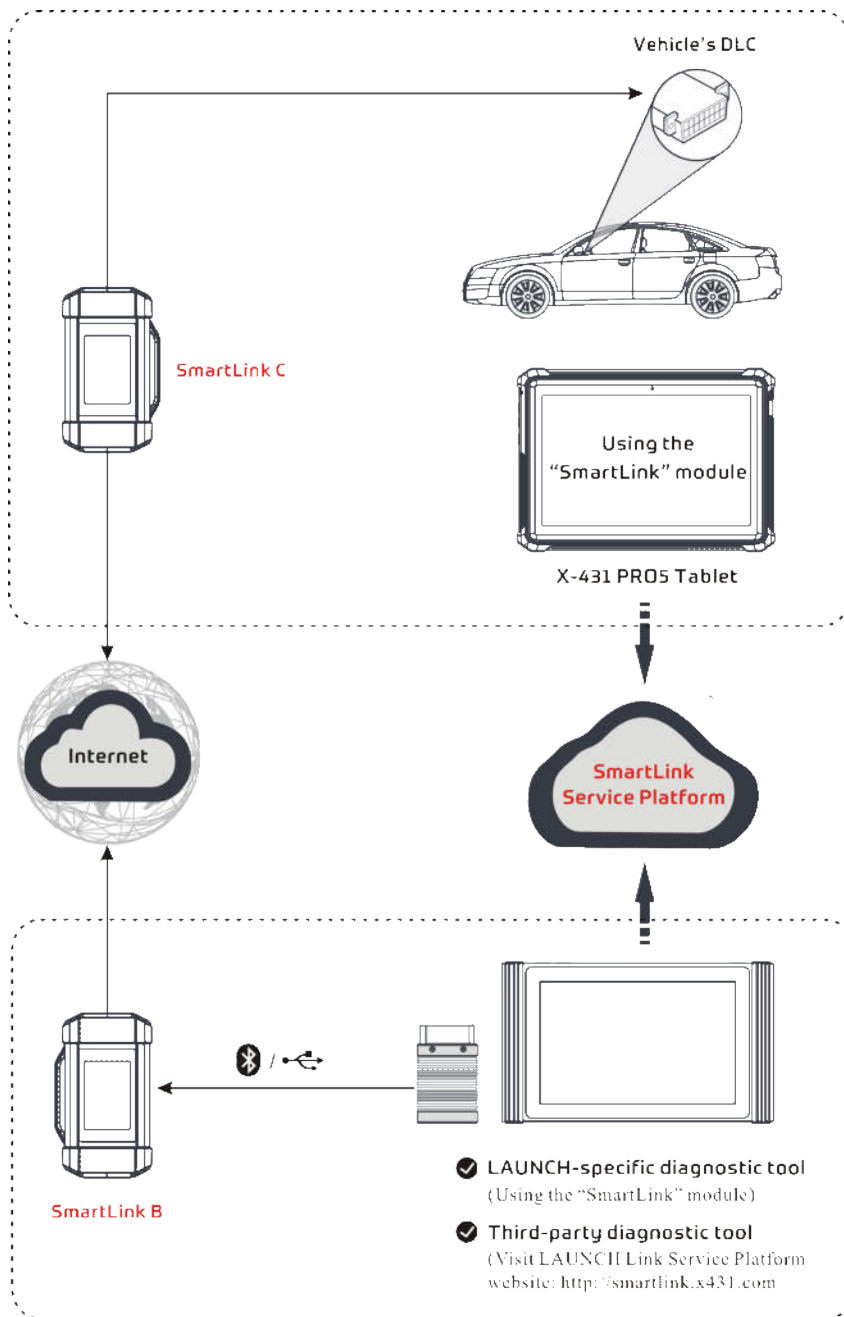 Vehicle's DLC
SmartLink C
Using the
“SmartLink” module
X-431 PRO5 Tablet
Internet
SmartLink
Service Platform
/
SmartLink B
LAUNCH-specific diagnostic tool
(Using the “SmartLink” module)
Third-party diagnostic tool
(Visit LAUNCH Link Service Platform
website: http://smartlink.x431.com